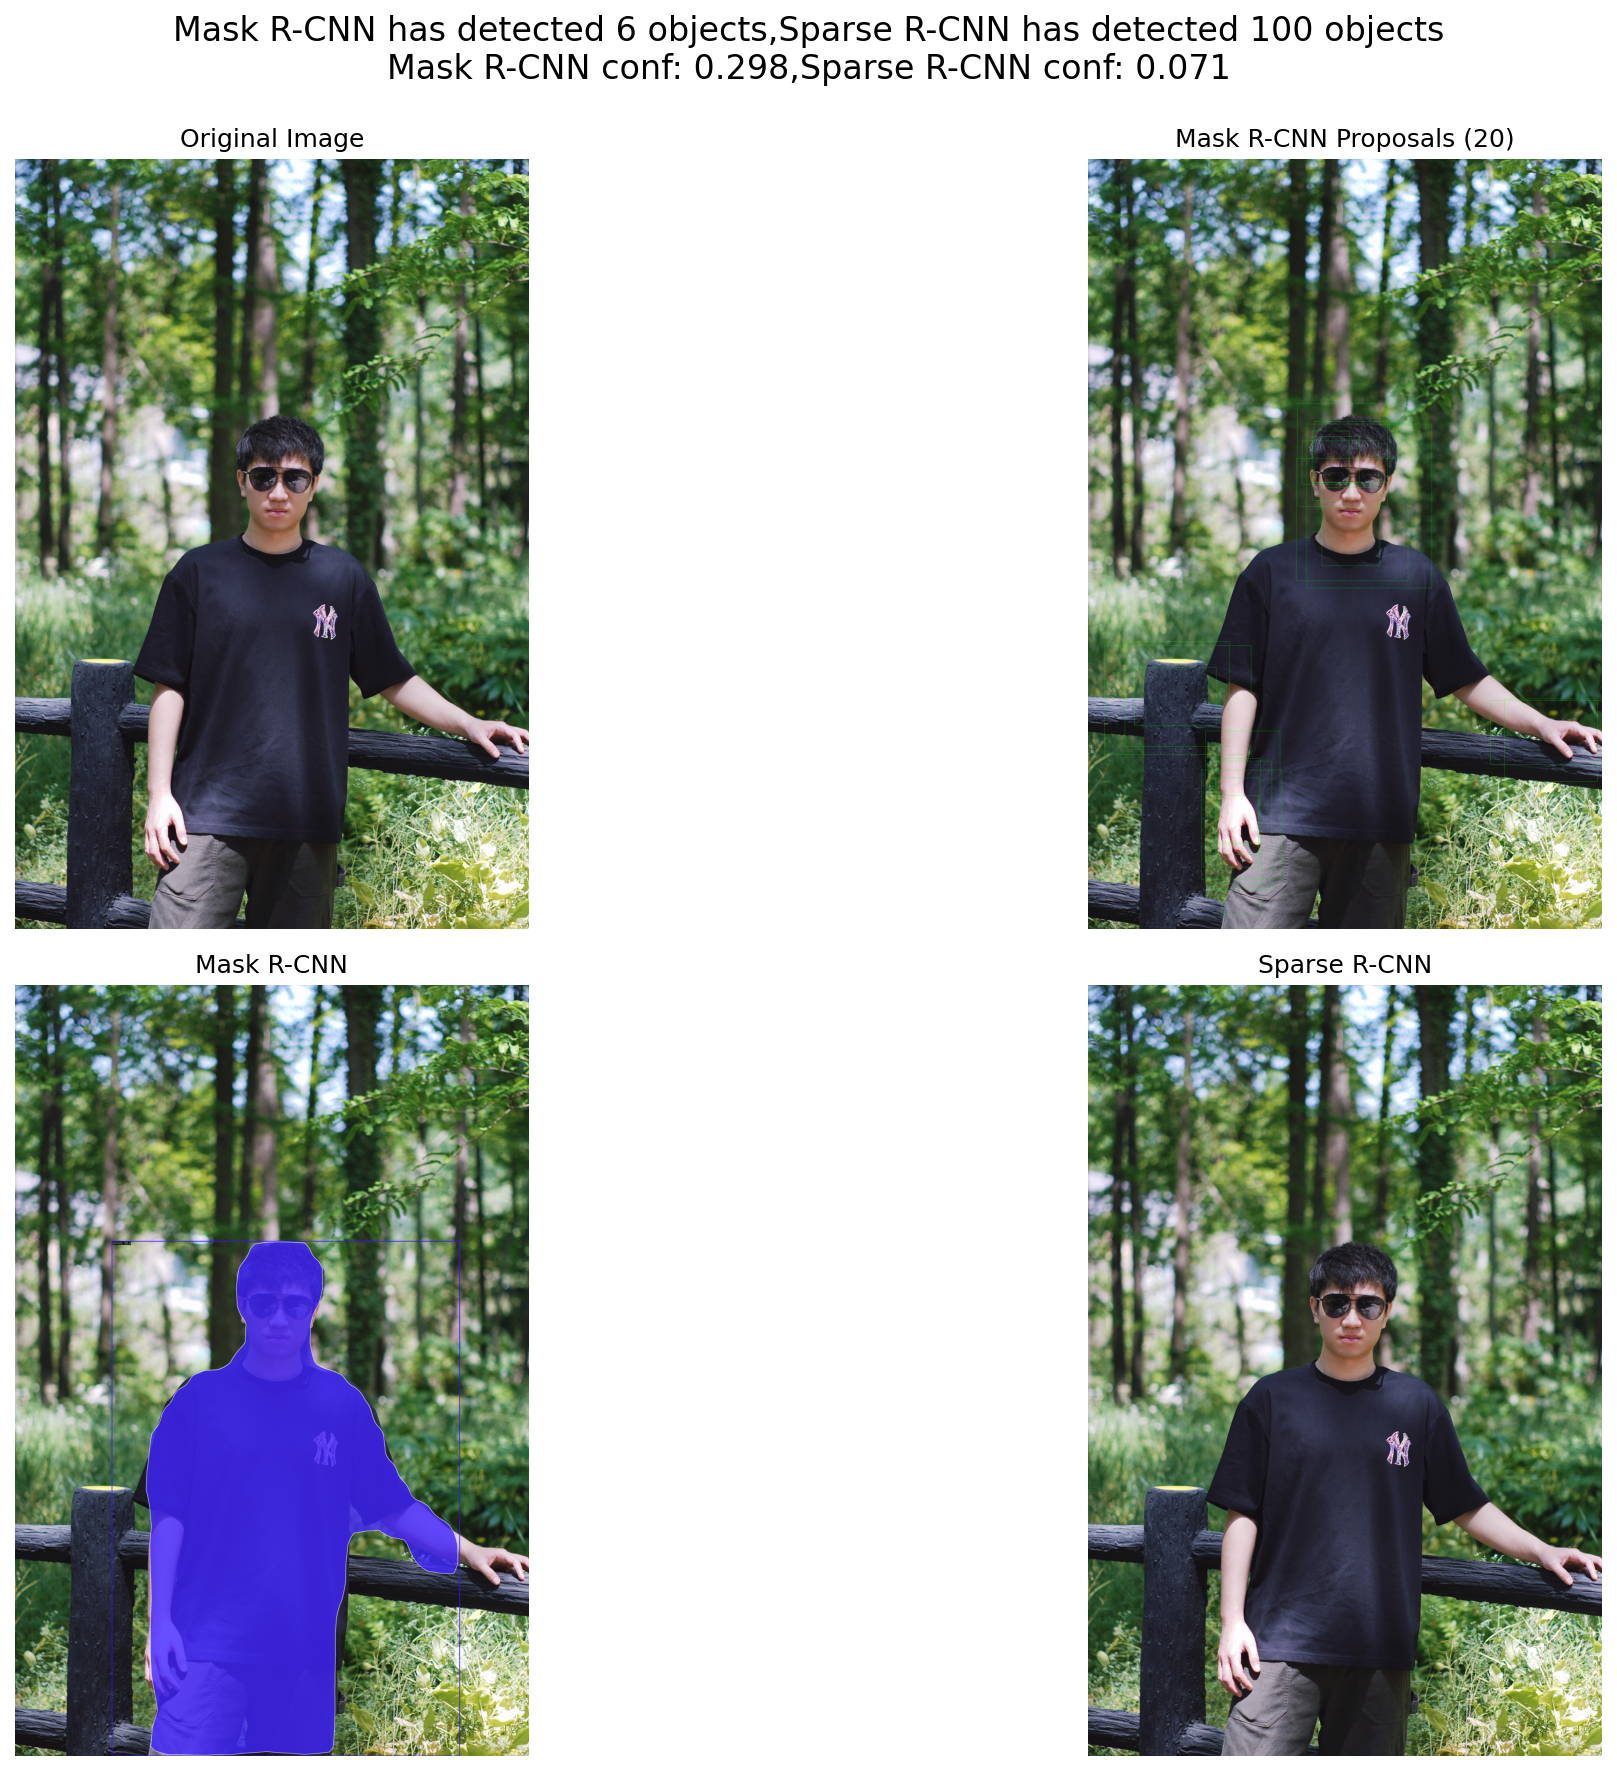 Mask R-CNN has detected 6 objects,Sparse R-CNN has detected 100 objects
Mask R-CNN conf: 0.298,Sparse R-CNN conf: 0.071
Original Image
Mask R-CNN Proposals (20)
NY
Mask R-CNN
Sparse R-CNN